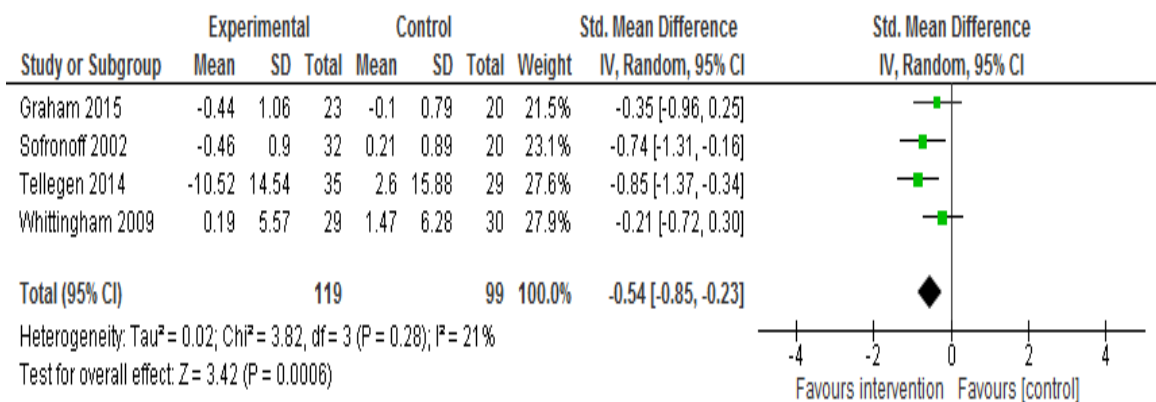 Experimental Control Std. Mean Difference Std. Mean Difference
Study or Subgroup Mean SD Total Mean SD Total Weight IV, Random, 95% CI IV, Random, 95% CI
Graham 2015 -0.44 1.06 23 -0.1 0.79 20 21.5% -0.35 [-0.96, 0.25]
Sofronoff 2002 -0.46 0.9 32 0.21 0.89 20 23.1% -0.74 [-1.31, -0.16]
Tellegen 2014 -10.52 14.54 35 2.6 15.88 29 27.6% -0.85 [-1.37, -0.34]
Whittingham 2009 0.19 5.57 29 1.47 6.28 30 27.9% -0.21 [-0.72, 0.30]
Total (95% CI) 119 99 100.0% -0.54 [-0.85, -0.23]
Heterogeneity: Tau² = 0.02; Chi² = 3.82, df = 3 (P = 0.28); I² = 21%
Test for overall effect: Z = 3.42 (P = 0.0006)
-4 -2 0 2 4
Favours intervention Favours [control]